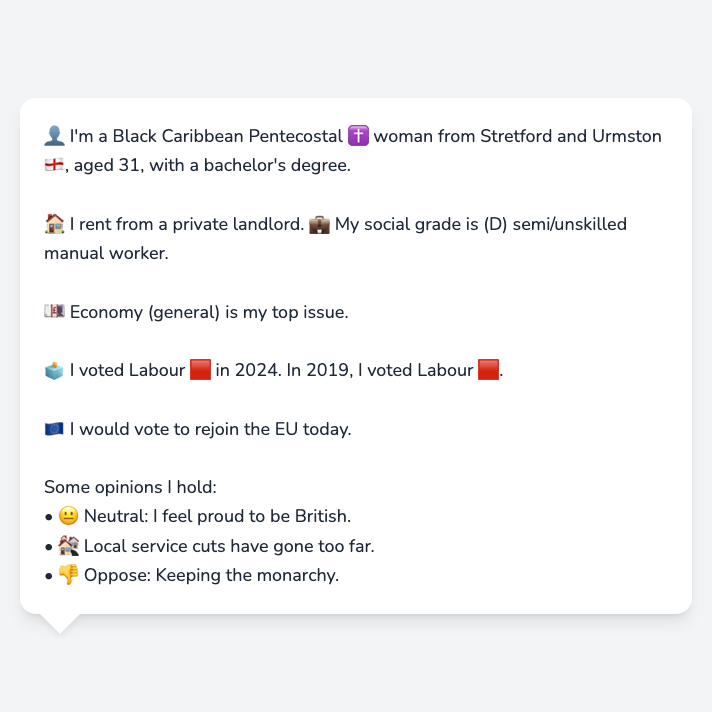 👤 I'm a Black Caribbean Pentecostal ✝️ woman from Stretford and Urmston
🏴󠁧󠁢󠁥󠁮󠁧󠁿, aged 31, with a bachelor's degree.
🏠 I rent from a private landlord. 💼 My social grade is (D) semi/unskilled
manual worker.
💷 Economy (general) is my top issue.
🗳️ I voted Labour 🟥 in 2024. In 2019, I voted Labour 🟥.
🇪🇺 I would vote to rejoin the EU today.
Some opinions I hold:
• 😐 Neutral: I feel proud to be British.
• 🏚️ Local service cuts have gone too far.
• 👎 Oppose: Keeping the monarchy.